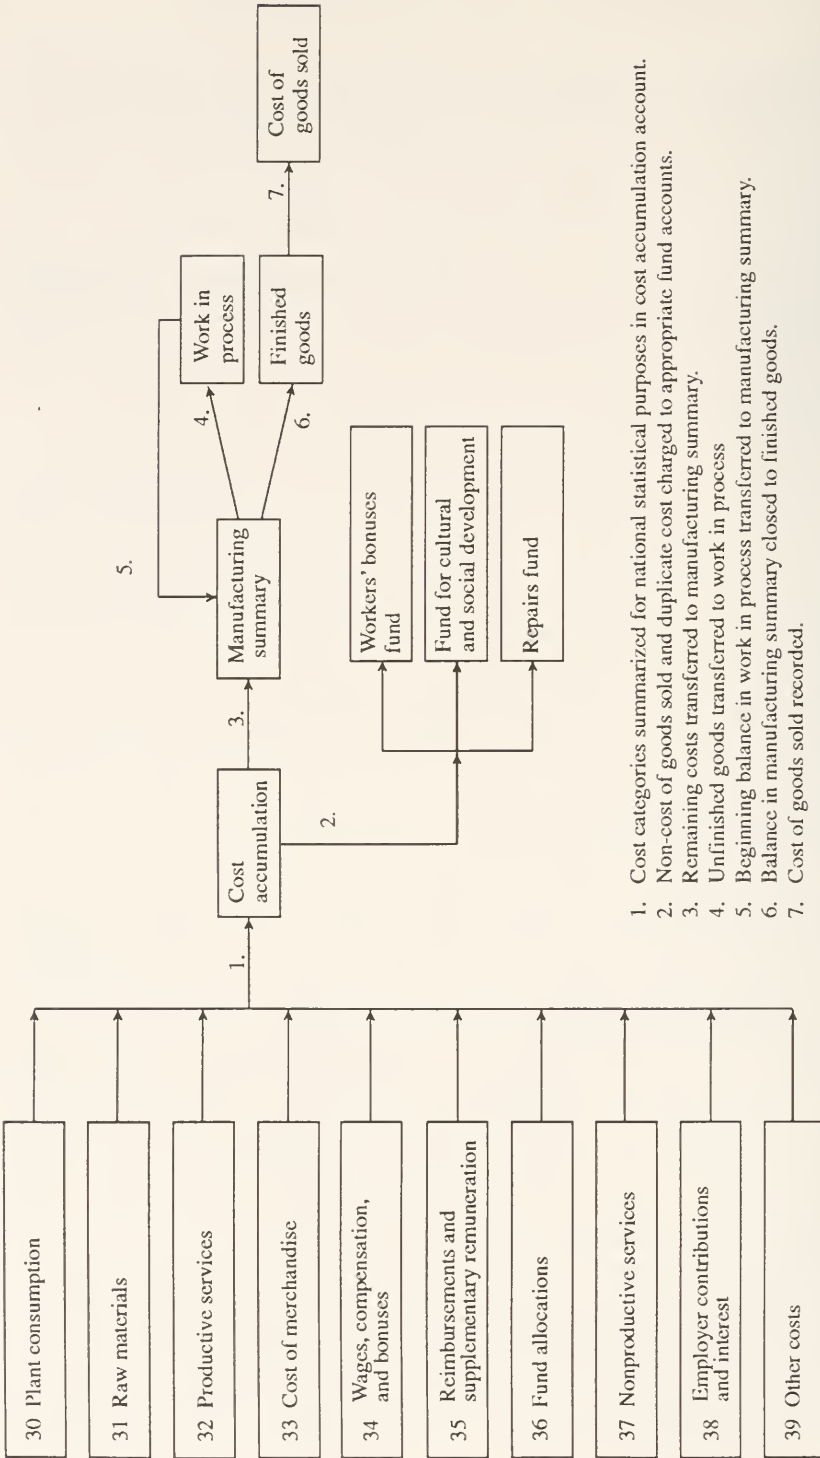 30 Plant consumption
31 Raw materials
32 Productive services
33 Cost of merchandise
34 Wages, compensation,
and bonuses
35 Reimbursements and
supplementary remuneration
36 Fund allocations
37 Nonproductive services
38 Employer contributions
and interest
39 Other costs
1.
Cost
accumulation
2.
3.
Manufacturing
summary
4.
5.
6.
Work in
process
Finished
goods
7.
Cost of
goods sold
Workers' bonuses
fund
Fund for cultural
and social development
Repairs fund
1. Cost categories summarized for national statistical purposes in cost accumulation account.
2. Non-cost of goods sold and duplicate cost charged to appropriate fund accounts.
3. Remaining costs transferred to manufacturing summary.
4. Unfinished goods transferred to work in process
5. Beginning balance in work in process transferred to manufacturing summary.
6. Balance in manufacturing summary closed to finished goods.
7. Cost of goods sold recorded.